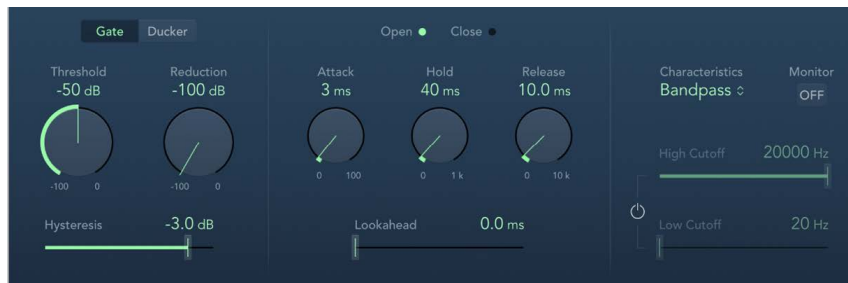 Gate Ducker
Open Close
Threshold Reduction Attack Hold Release Characteristics Monitor
-50 dB -100 dB 3 ms 40 ms 10.0 ms Bandpass OFF
High Cutoff 20000 Hz
-100 0 -100 0 0 100 0 1 k 0 10 k
Hysteresis -3.0 dB Lookahead 0.0 ms Low Cutoff 20 Hz